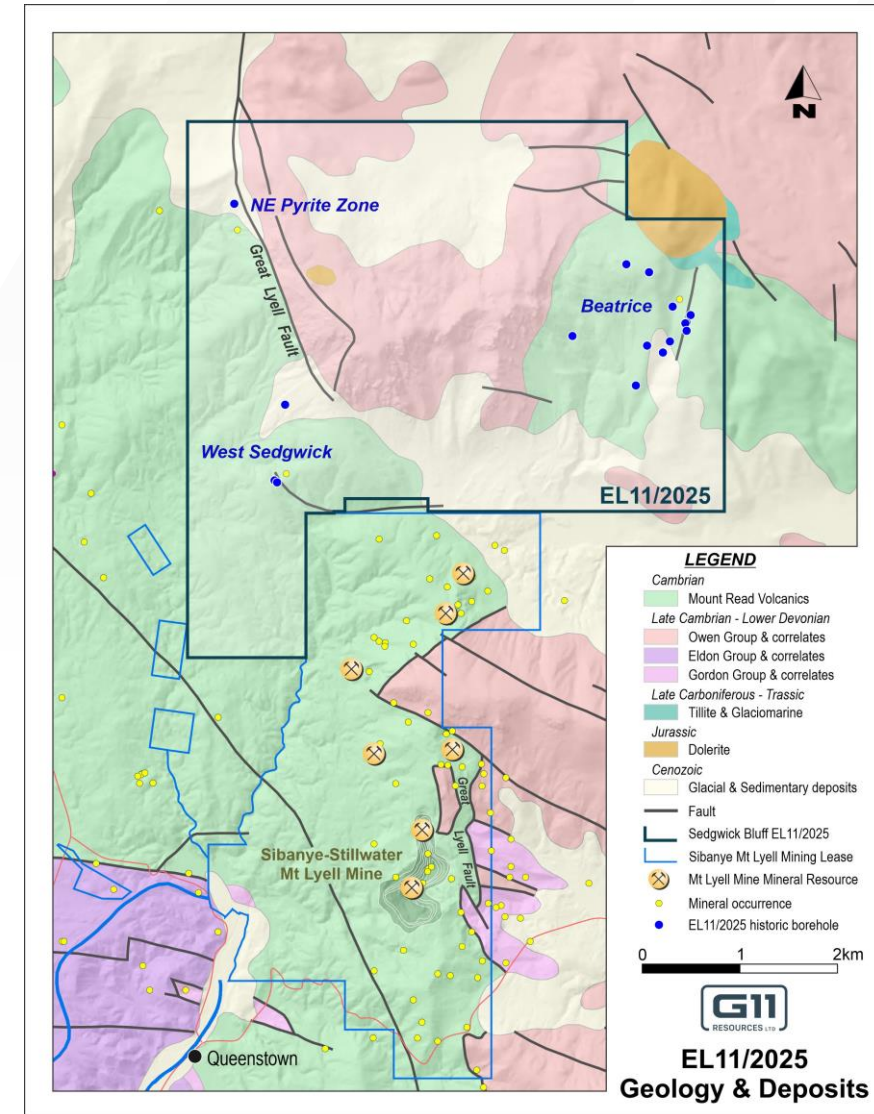 N
NE Pyrite Zone
Great Lyell Fault
Beatrice
West Sedgwick
EL11/2025
Sibanye-Stillwater
Mt Lyell Mine
Great
Lyell Fault
Queenstown
LEGEND
Cambrian
Mount Read Volcanics
Late Cambrian - Lower Devonian
Owen Group & correlates
Eldon Group & correlates
Gordon Group & correlates
Late Carboniferous - Trassic
Tillite & Glaciomarine
Jurassic
Dolerite
Cenozoic
Glacial & Sedimentary deposits
Fault
Sedgwick Bluff EL11/2025
Sibanye Mt Lyell Mining Lease
Mt Lyell Mine Mineral Resource
Mineral occurrence
EL11/2025 historic borehole
0 1 2km
G11
RESOURCES LTD
EL11/2025
Geology & Deposits